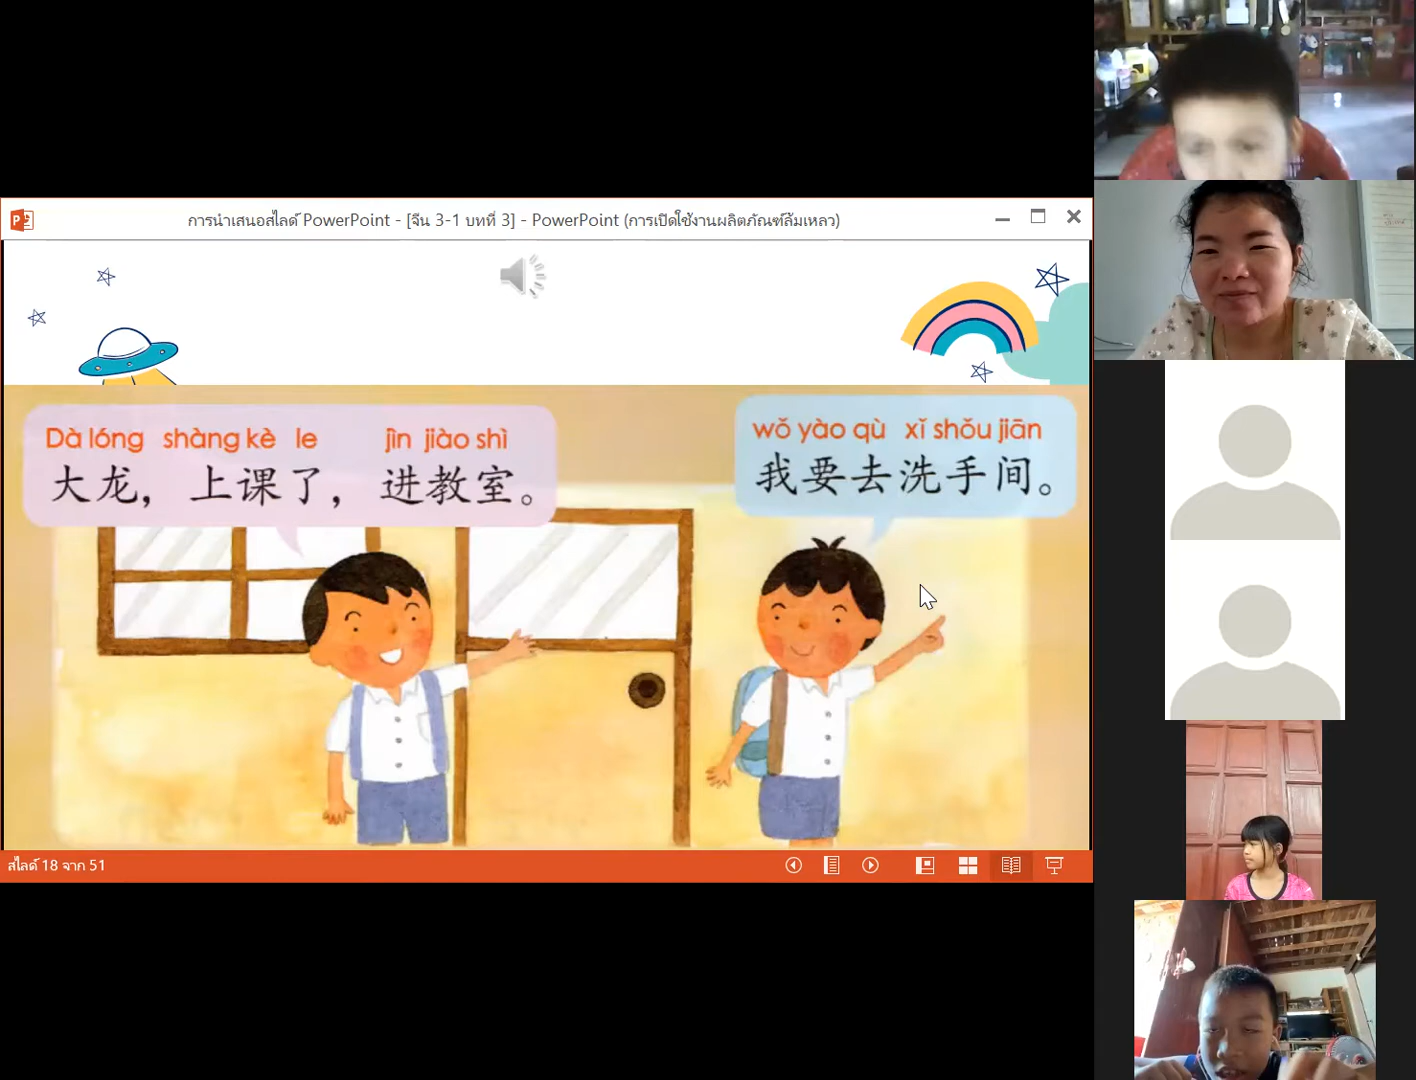 การนำเสนอสไลด์ PowerPoint - [จีน 3-1 บทที่ 3] - PowerPoint (การเปิดใช้งานผลิตภัณฑ์ล้มเหลว)
Dà lóng shàng kè le jìn jiào shì
大龙，上课了，进教室。
wǒ yào qù xǐ shǒu jiān
我要去洗手间。
สไลด์ 18 จาก 51